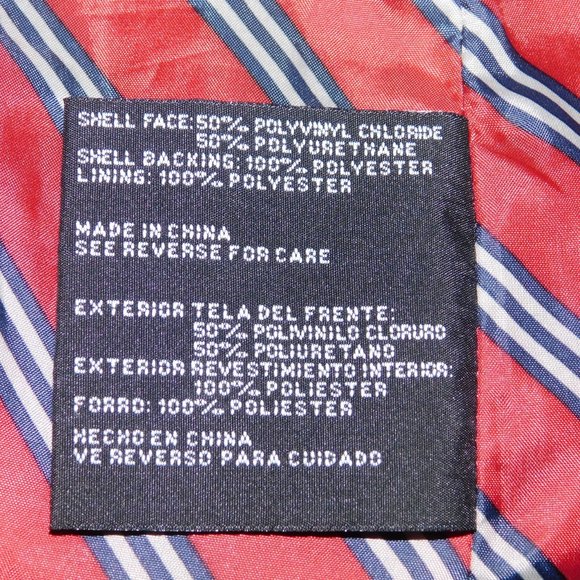 SHELL FACE: 50% POLYVINYL CHLORIDE
50% POLYURETHANE
SHELL BACKING: 100% POLYESTER
LINING: 100% POLYESTER
MADE IN CHINA
SEE REVERSE FOR CARE
EXTERIOR TELA DEL FRENTE:
50% POLIVINILO CLORURO
50% POLIURETANO
EXTERIOR REVESTIMIENTO INTERIOR:
100% POLIESTER
FORRO: 100% POLIESTER
HECHO EN CHINA
VE REVERSO PARA CUIDADO